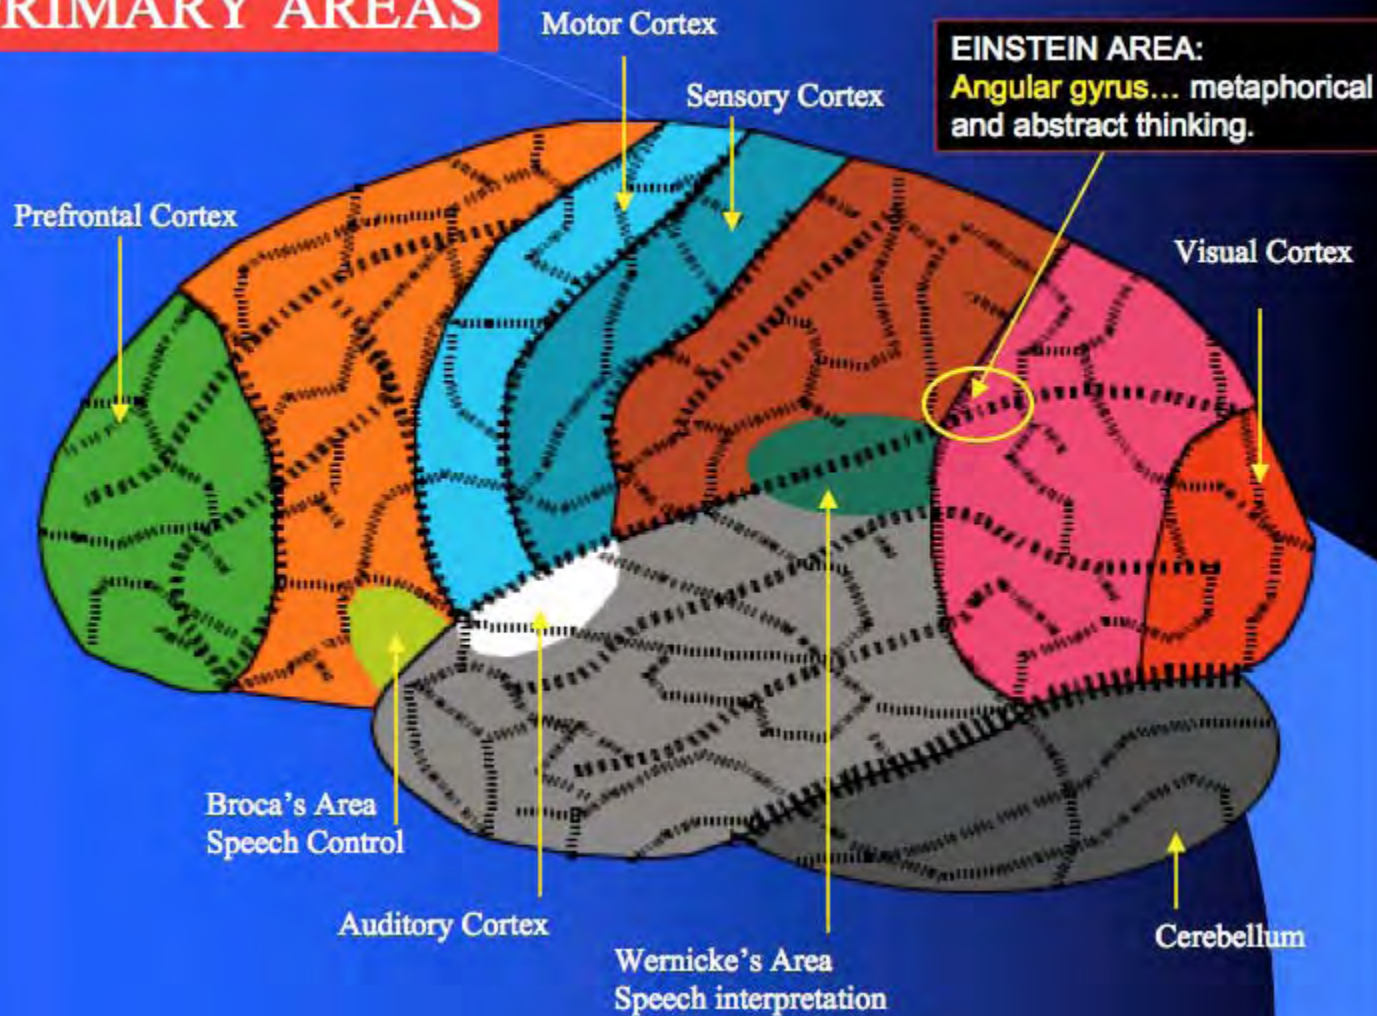 RIMARY AREAS
Motor Cortex
EINSTEIN AREA:
Angular gyrus... metaphorical
and abstract thinking.
Sensory Cortex
Prefrontal Cortex
Visual Cortex
Broca's Area
Speech Control
Auditory Cortex
Wernicke's Area
Speech interpretation
Cerebellum